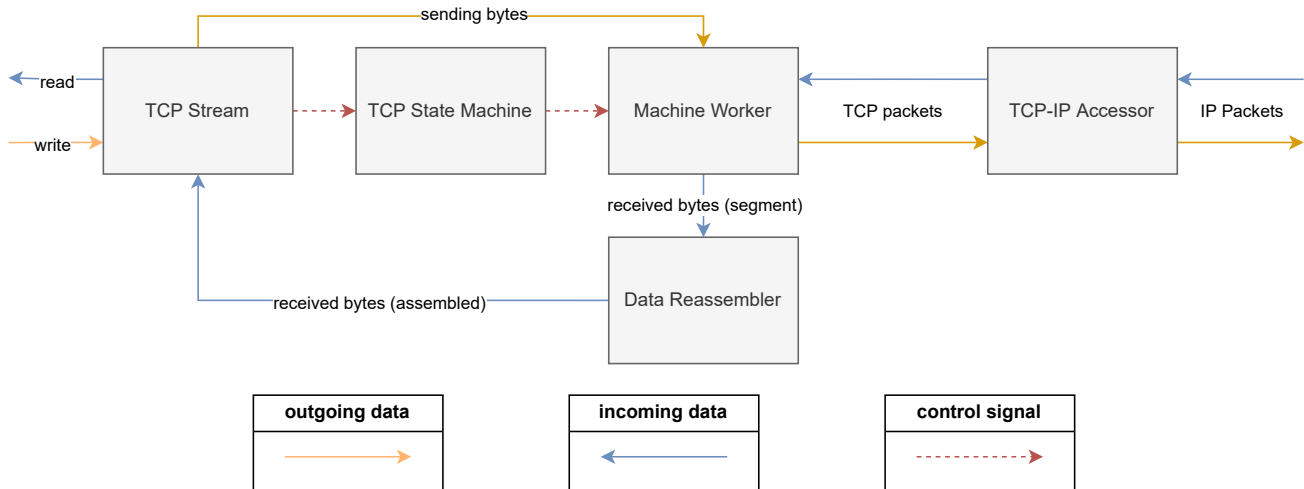 sending bytes
read
write
TCP Stream
TCP State Machine
Machine Worker
TCP packets
TCP-IP Accessor
IP Packets
received bytes (segment)
received bytes (assembled)
Data Reassembler
outgoing data
incoming data
control signal